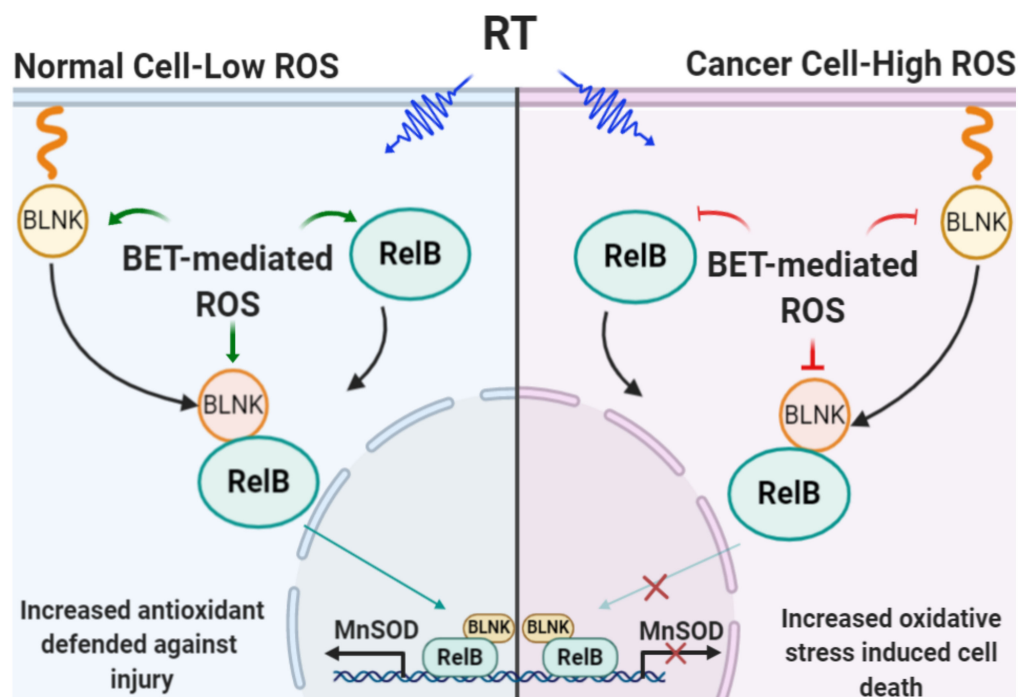 RT
Normal Cell-Low ROS
Cancer Cell-High ROS
BLNK
BET-mediated
ROS
RelB
BLNK
RelB
Increased antioxidant
defended against
injury
MnSOD
BLNK
RelB
RelB
BET-mediated
ROS
BLNK
BLNK
RelB
BLNK
RelB
MnSOD
Increased oxidative
stress induced cell
death